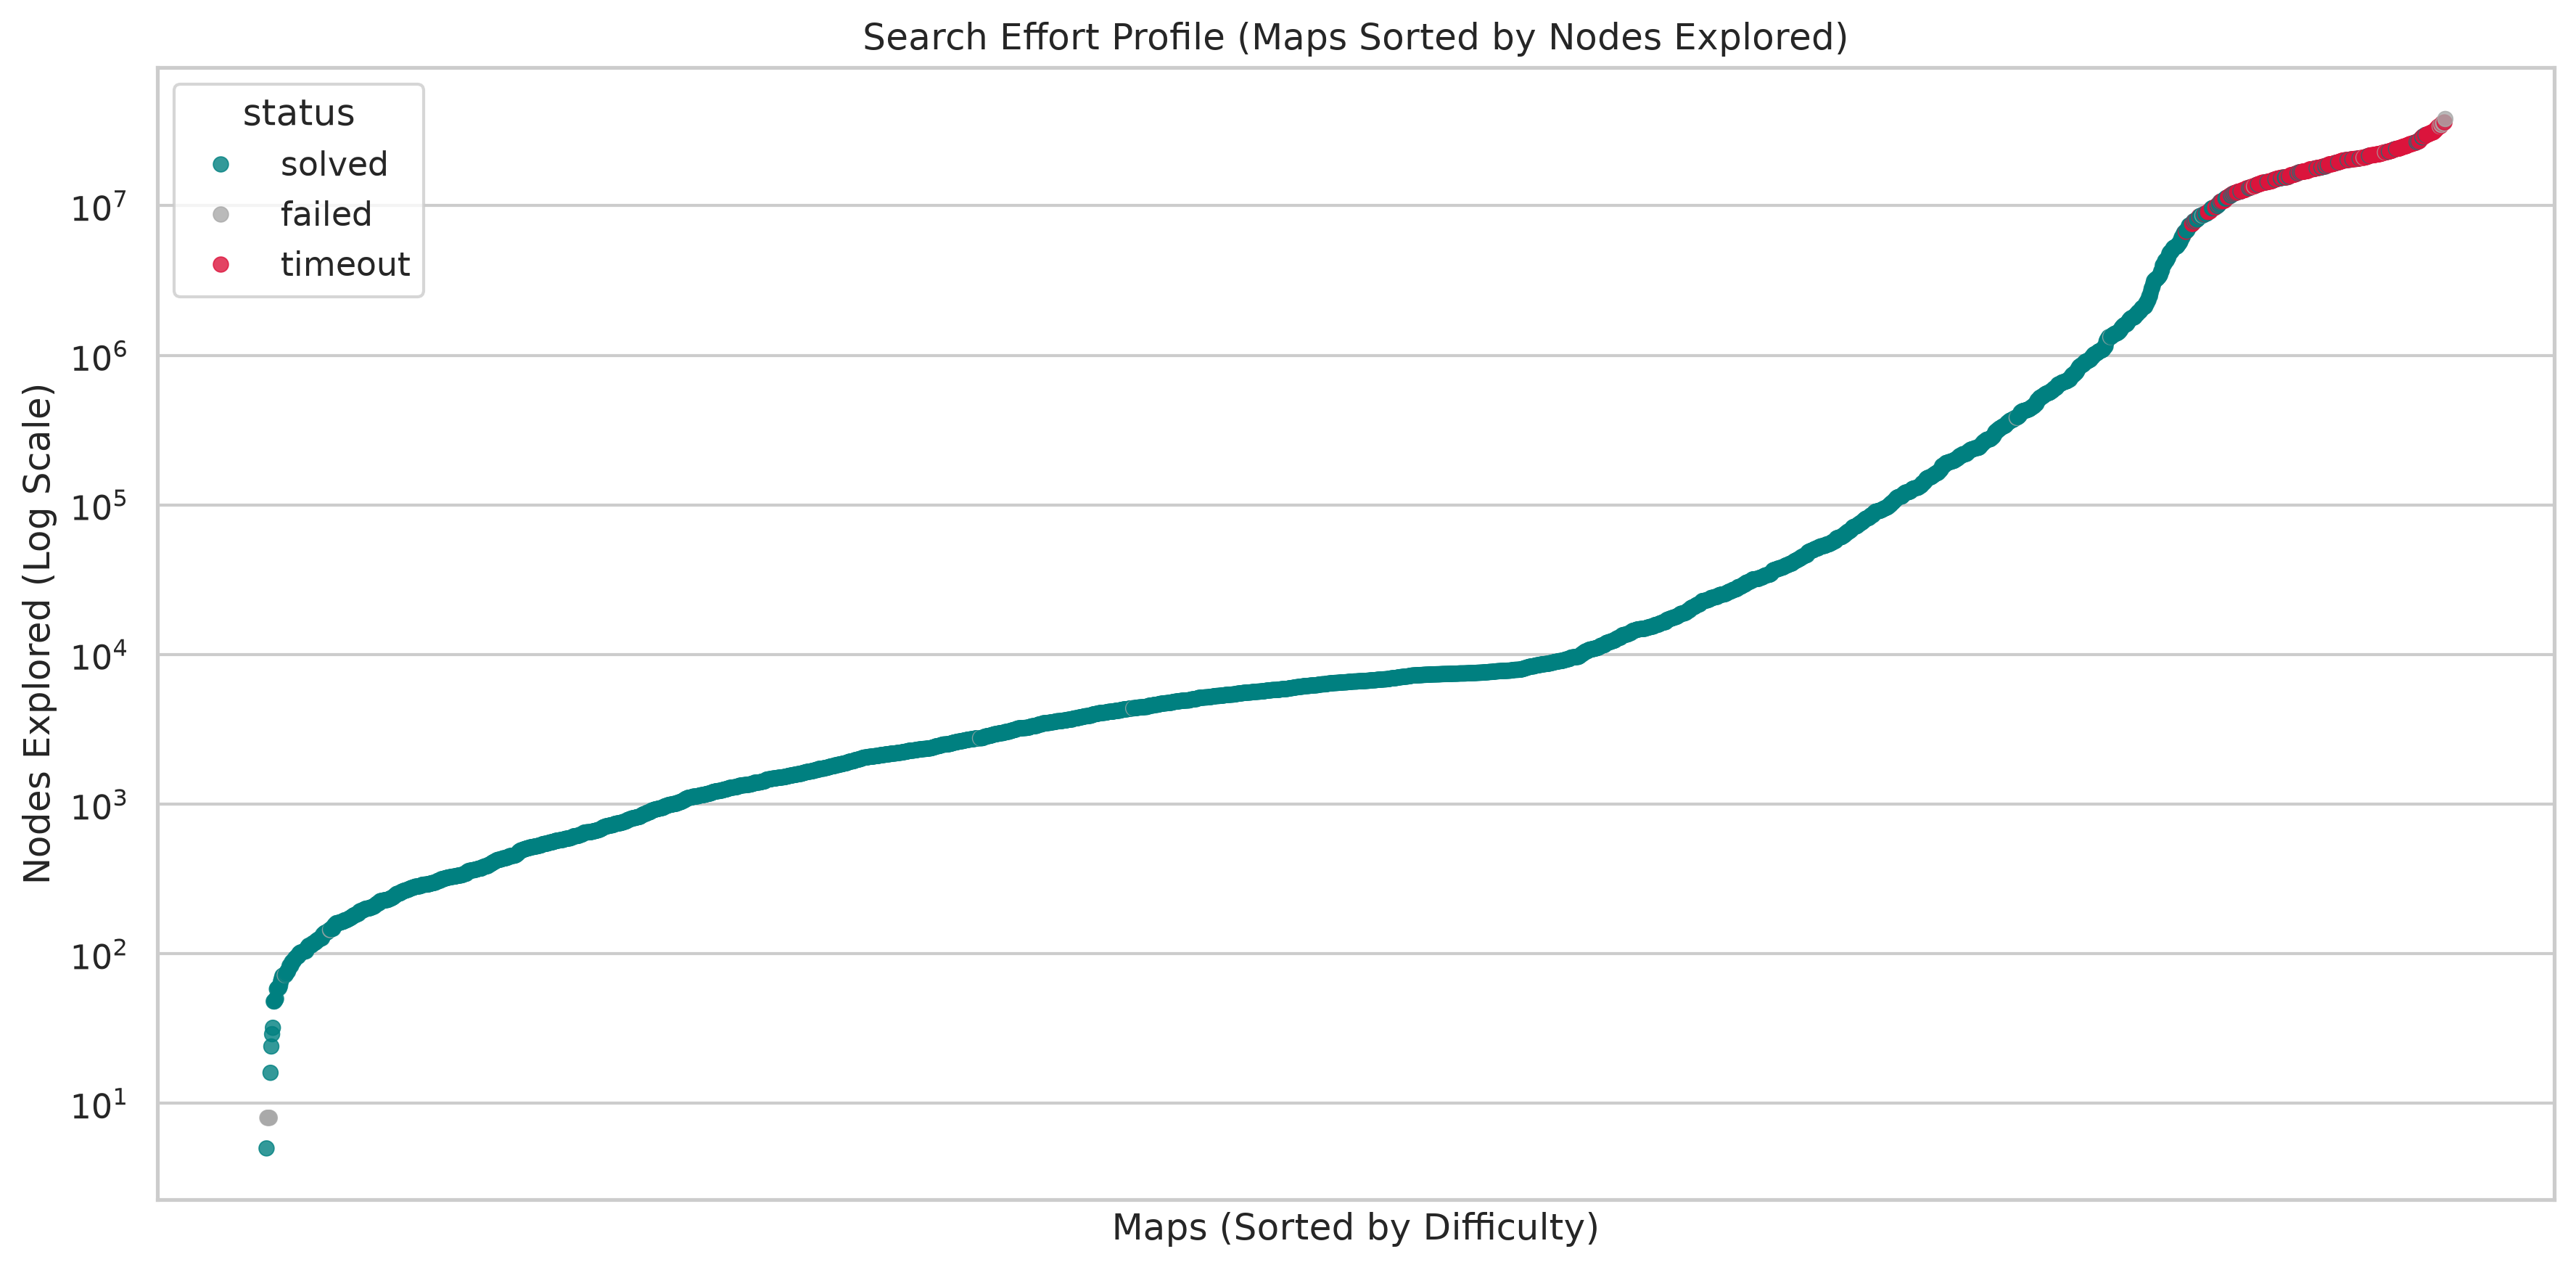 Search Effort Profile (Maps Sorted by Nodes Explored)
status
solved
failed
timeout
10⁷
10⁶
10⁵
10⁴
10³
10²
10¹
Nodes Explored (Log Scale)
Maps (Sorted by Difficulty)